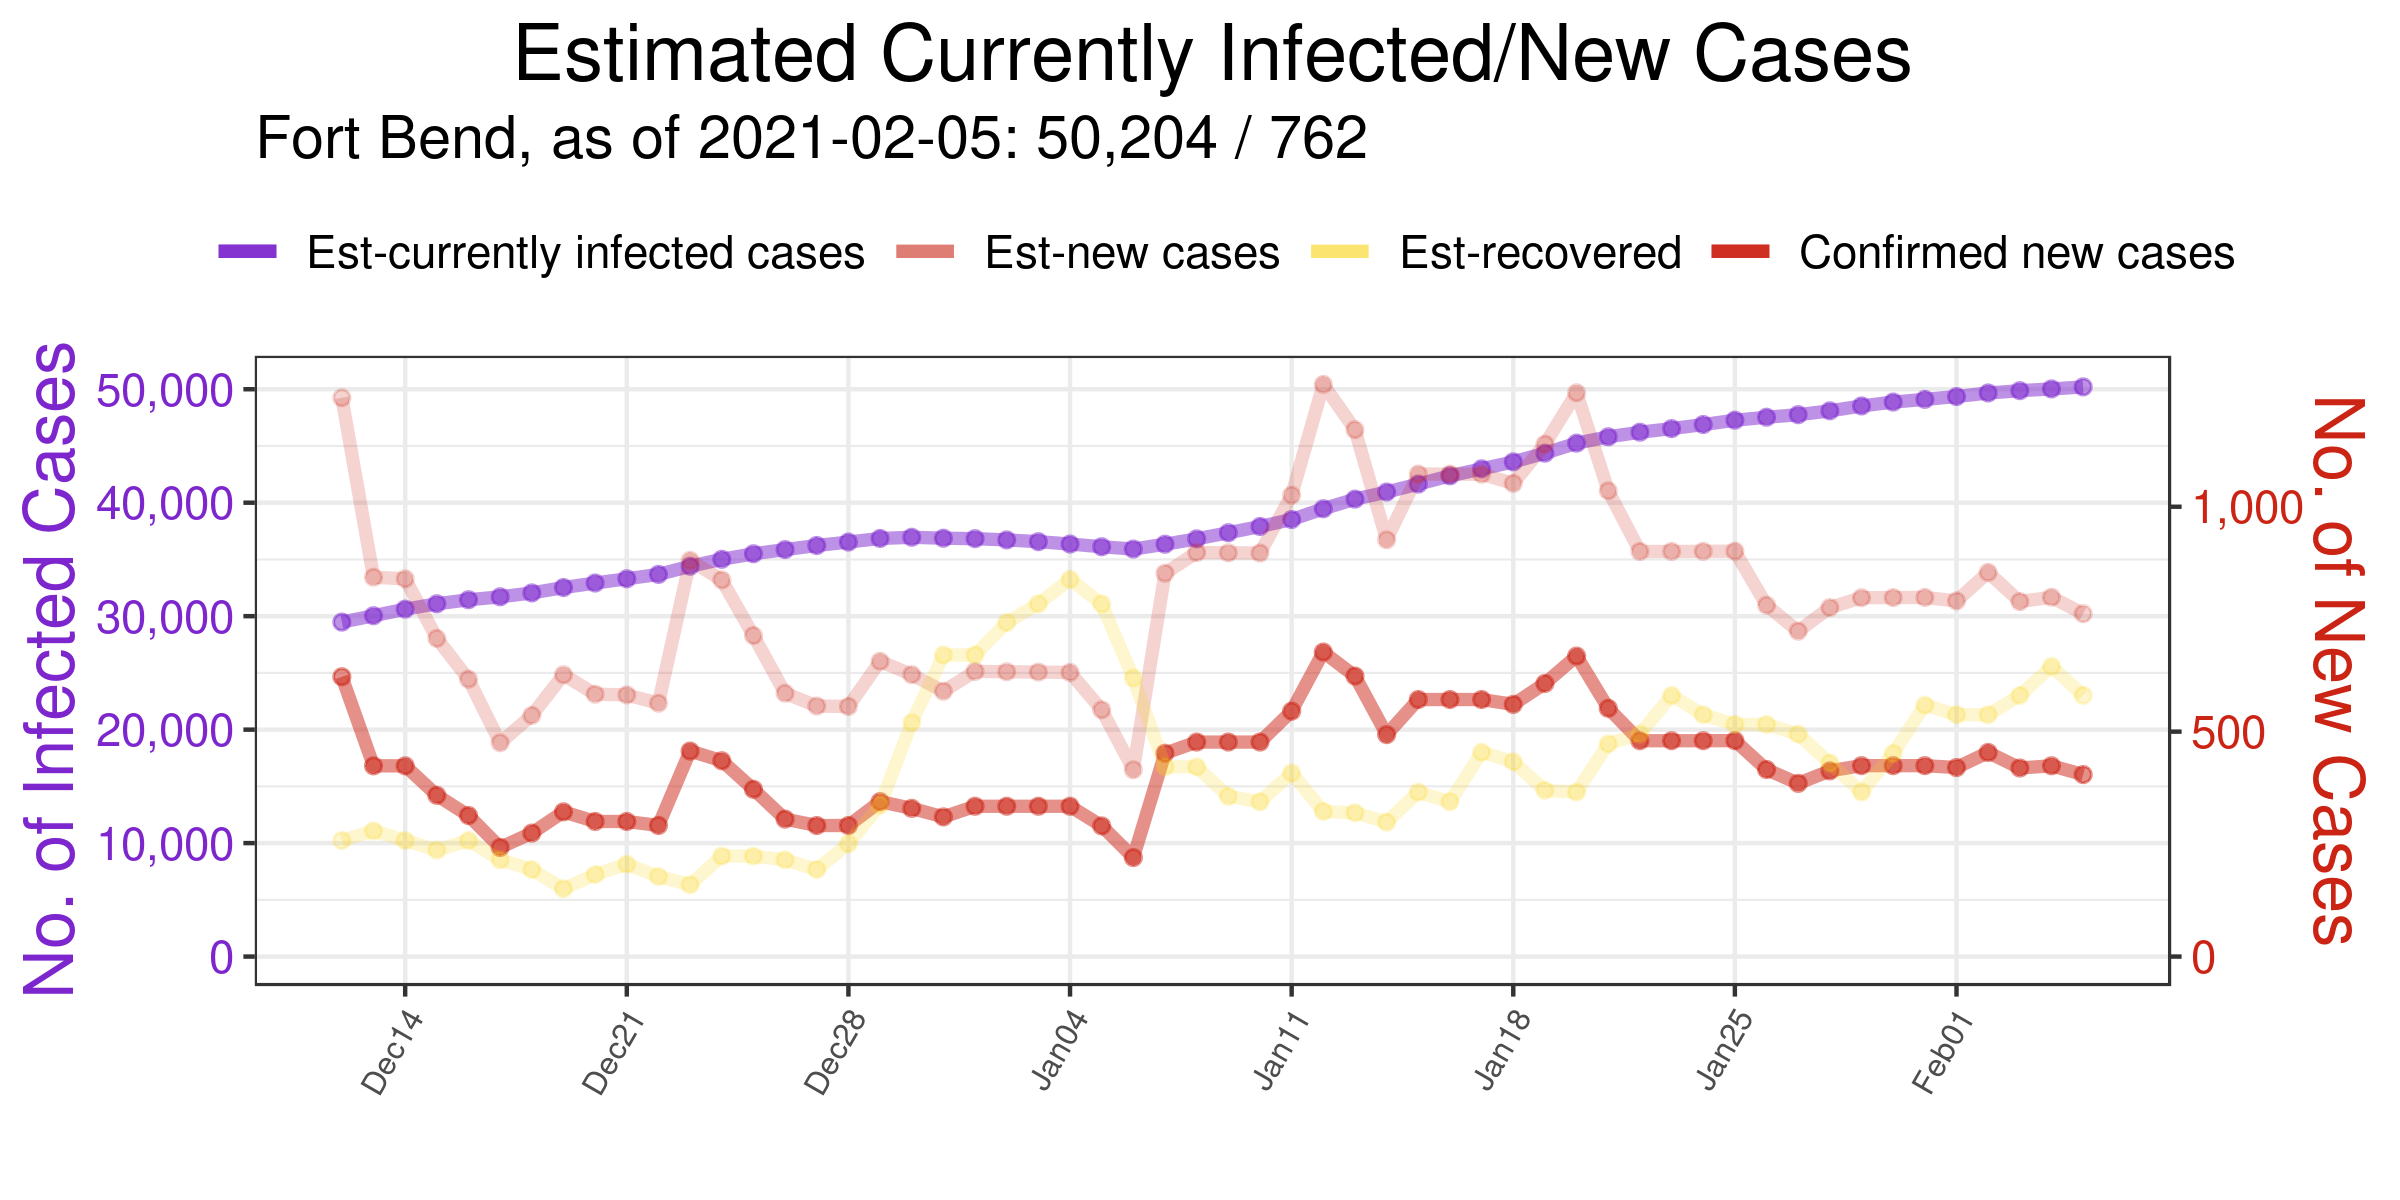 Estimated Currently Infected/New Cases
Fort Bend, as of 2021-02-05: 50,204 / 762
Est-currently infected cases Est-new cases Est-recovered Confirmed new cases
No. of Infected Cases
50,000
40,000
30,000
20,000
10,000
0
1,000
500
0
No. of New Cases
Dec14 Dec21 Dec28 Jan04 Jan11 Jan18 Jan25 Feb01